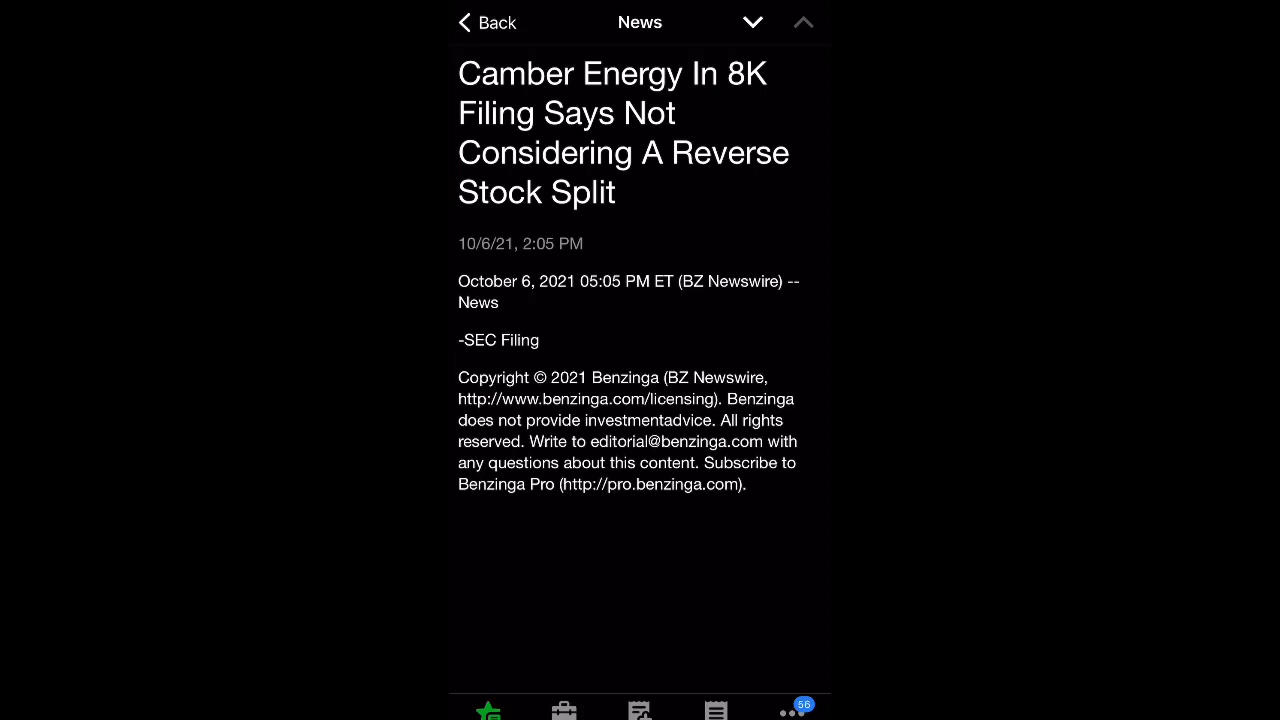 Back
News
Camber Energy In 8K
Filing Says Not
Considering A Reverse
Stock Split
10/6/21, 2:05 PM
October 6, 2021 05:05 PM ET (BZ Newswire) --
News
-SEC Filing
Copyright © 2021 Benzinga (BZ Newswire,
http://www.benzinga.com/licensing). Benzinga
does not provide investmentadvice. All rights
reserved. Write to editorial@benzinga.com with
any questions about this content. Subscribe to
Benzinga Pro (http://pro.benzinga.com).
56